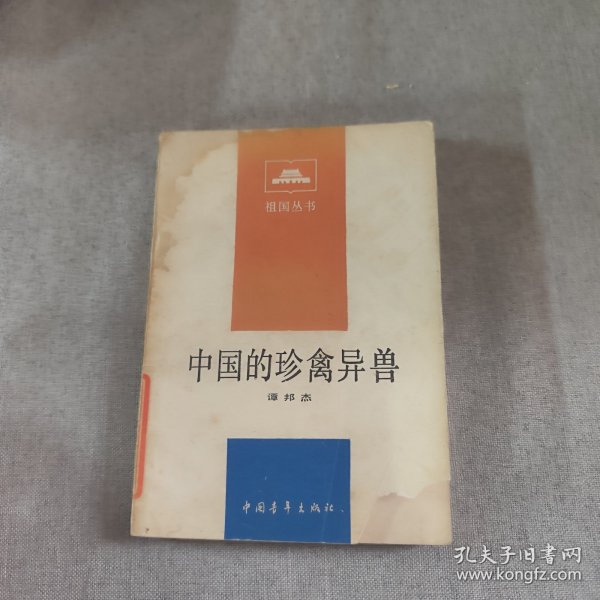 祖国丛书
中国的珍禽异兽
谭邦杰
中国青年出版社
孔夫子旧书网
www.kongfz.com